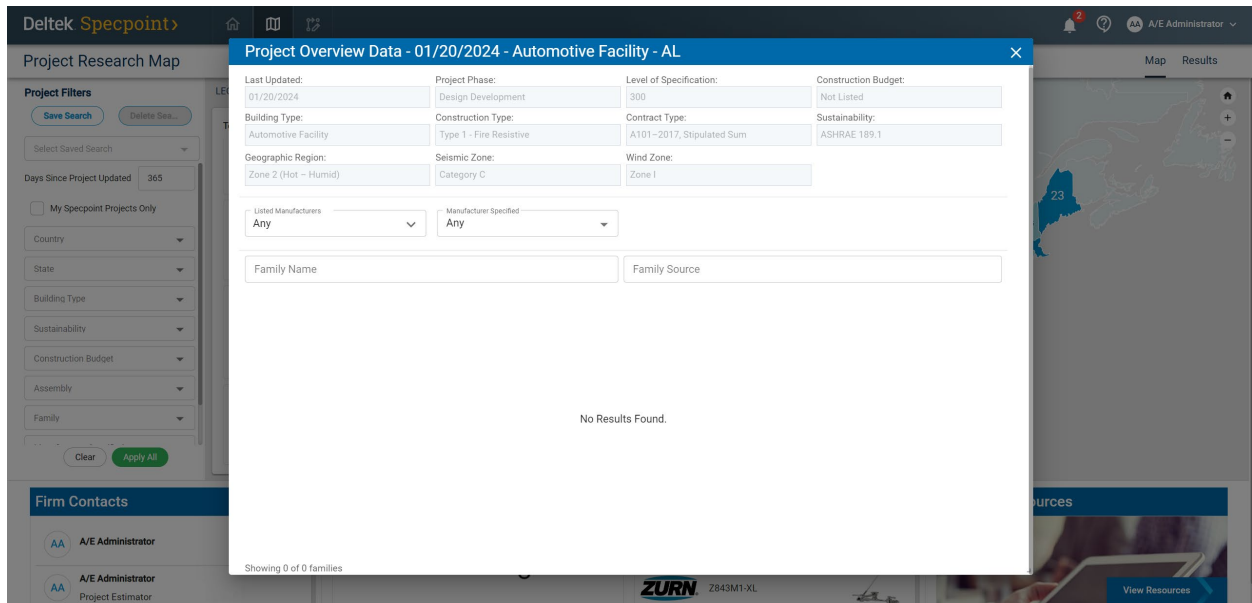 Deltek Specpoint
2
AA A/E Administrator
Project Research Map
Map Results
Project Filters
Save Search
Delete Sea...
Select Saved Search
Days Since Project Updated 365
My Specpoint Projects Only
Country
State
Building Type
Sustainability
Construction Budget
Assembly
Family
Clear
Apply All
Project Overview Data - 01/20/2024 - Automotive Facility - AL
Last Updated: Project Phase: Level of Specification: Construction Budget:
01/20/2024 Design Development 300 Not Listed
Building Type: Construction Type: Contract Type: Sustainability:
Automotive Facility Type 1 - Fire Resistive A101–2017, Stipulated Sum ASHRAE 189.1
Geographic Region: Seismic Zone: Wind Zone:
Zone 2 (Hot – Humid) Category C Zone I
Listed Manufacturers Manufacturer Specified
Any Any
Family Name Family Source
No Results Found.
Showing 0 of 0 families
23
Firm Contacts
AA A/E Administrator
AA A/E Administrator
Project Estimator
ZURN Z843M1-XL
View Resources